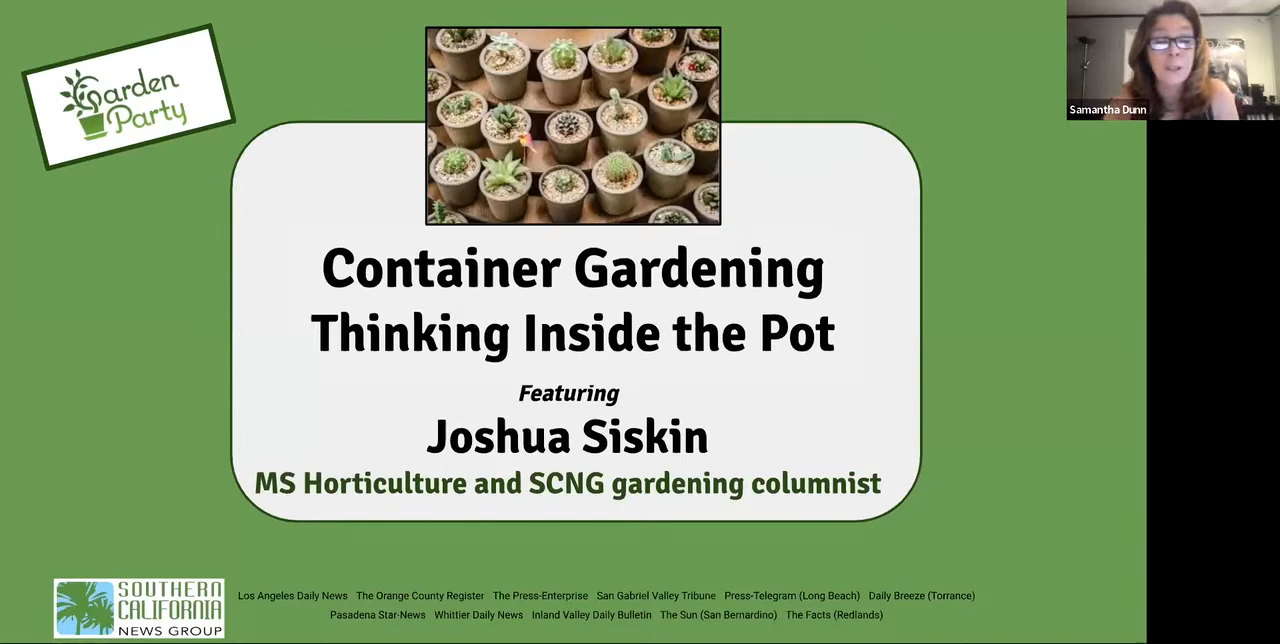 Garden
Party
Samantha Dunn
Container Gardening
Thinking Inside the Pot
Featuring
Joshua Siskin
MS Horticulture and SCNG gardening columnist
SOUTHERN
CALIFORNIA
NEWS GROUP
Los Angeles Daily News The Orange County Register The Press-Enterprise San Gabriel Valley Tribune Press-Telegram (Long Beach) Daily Breeze (Torrance)
Pasadena Star-News Whittier Daily News Inland Valley Daily Bulletin The Sun (San Bernardino) The Facts (Redlands)